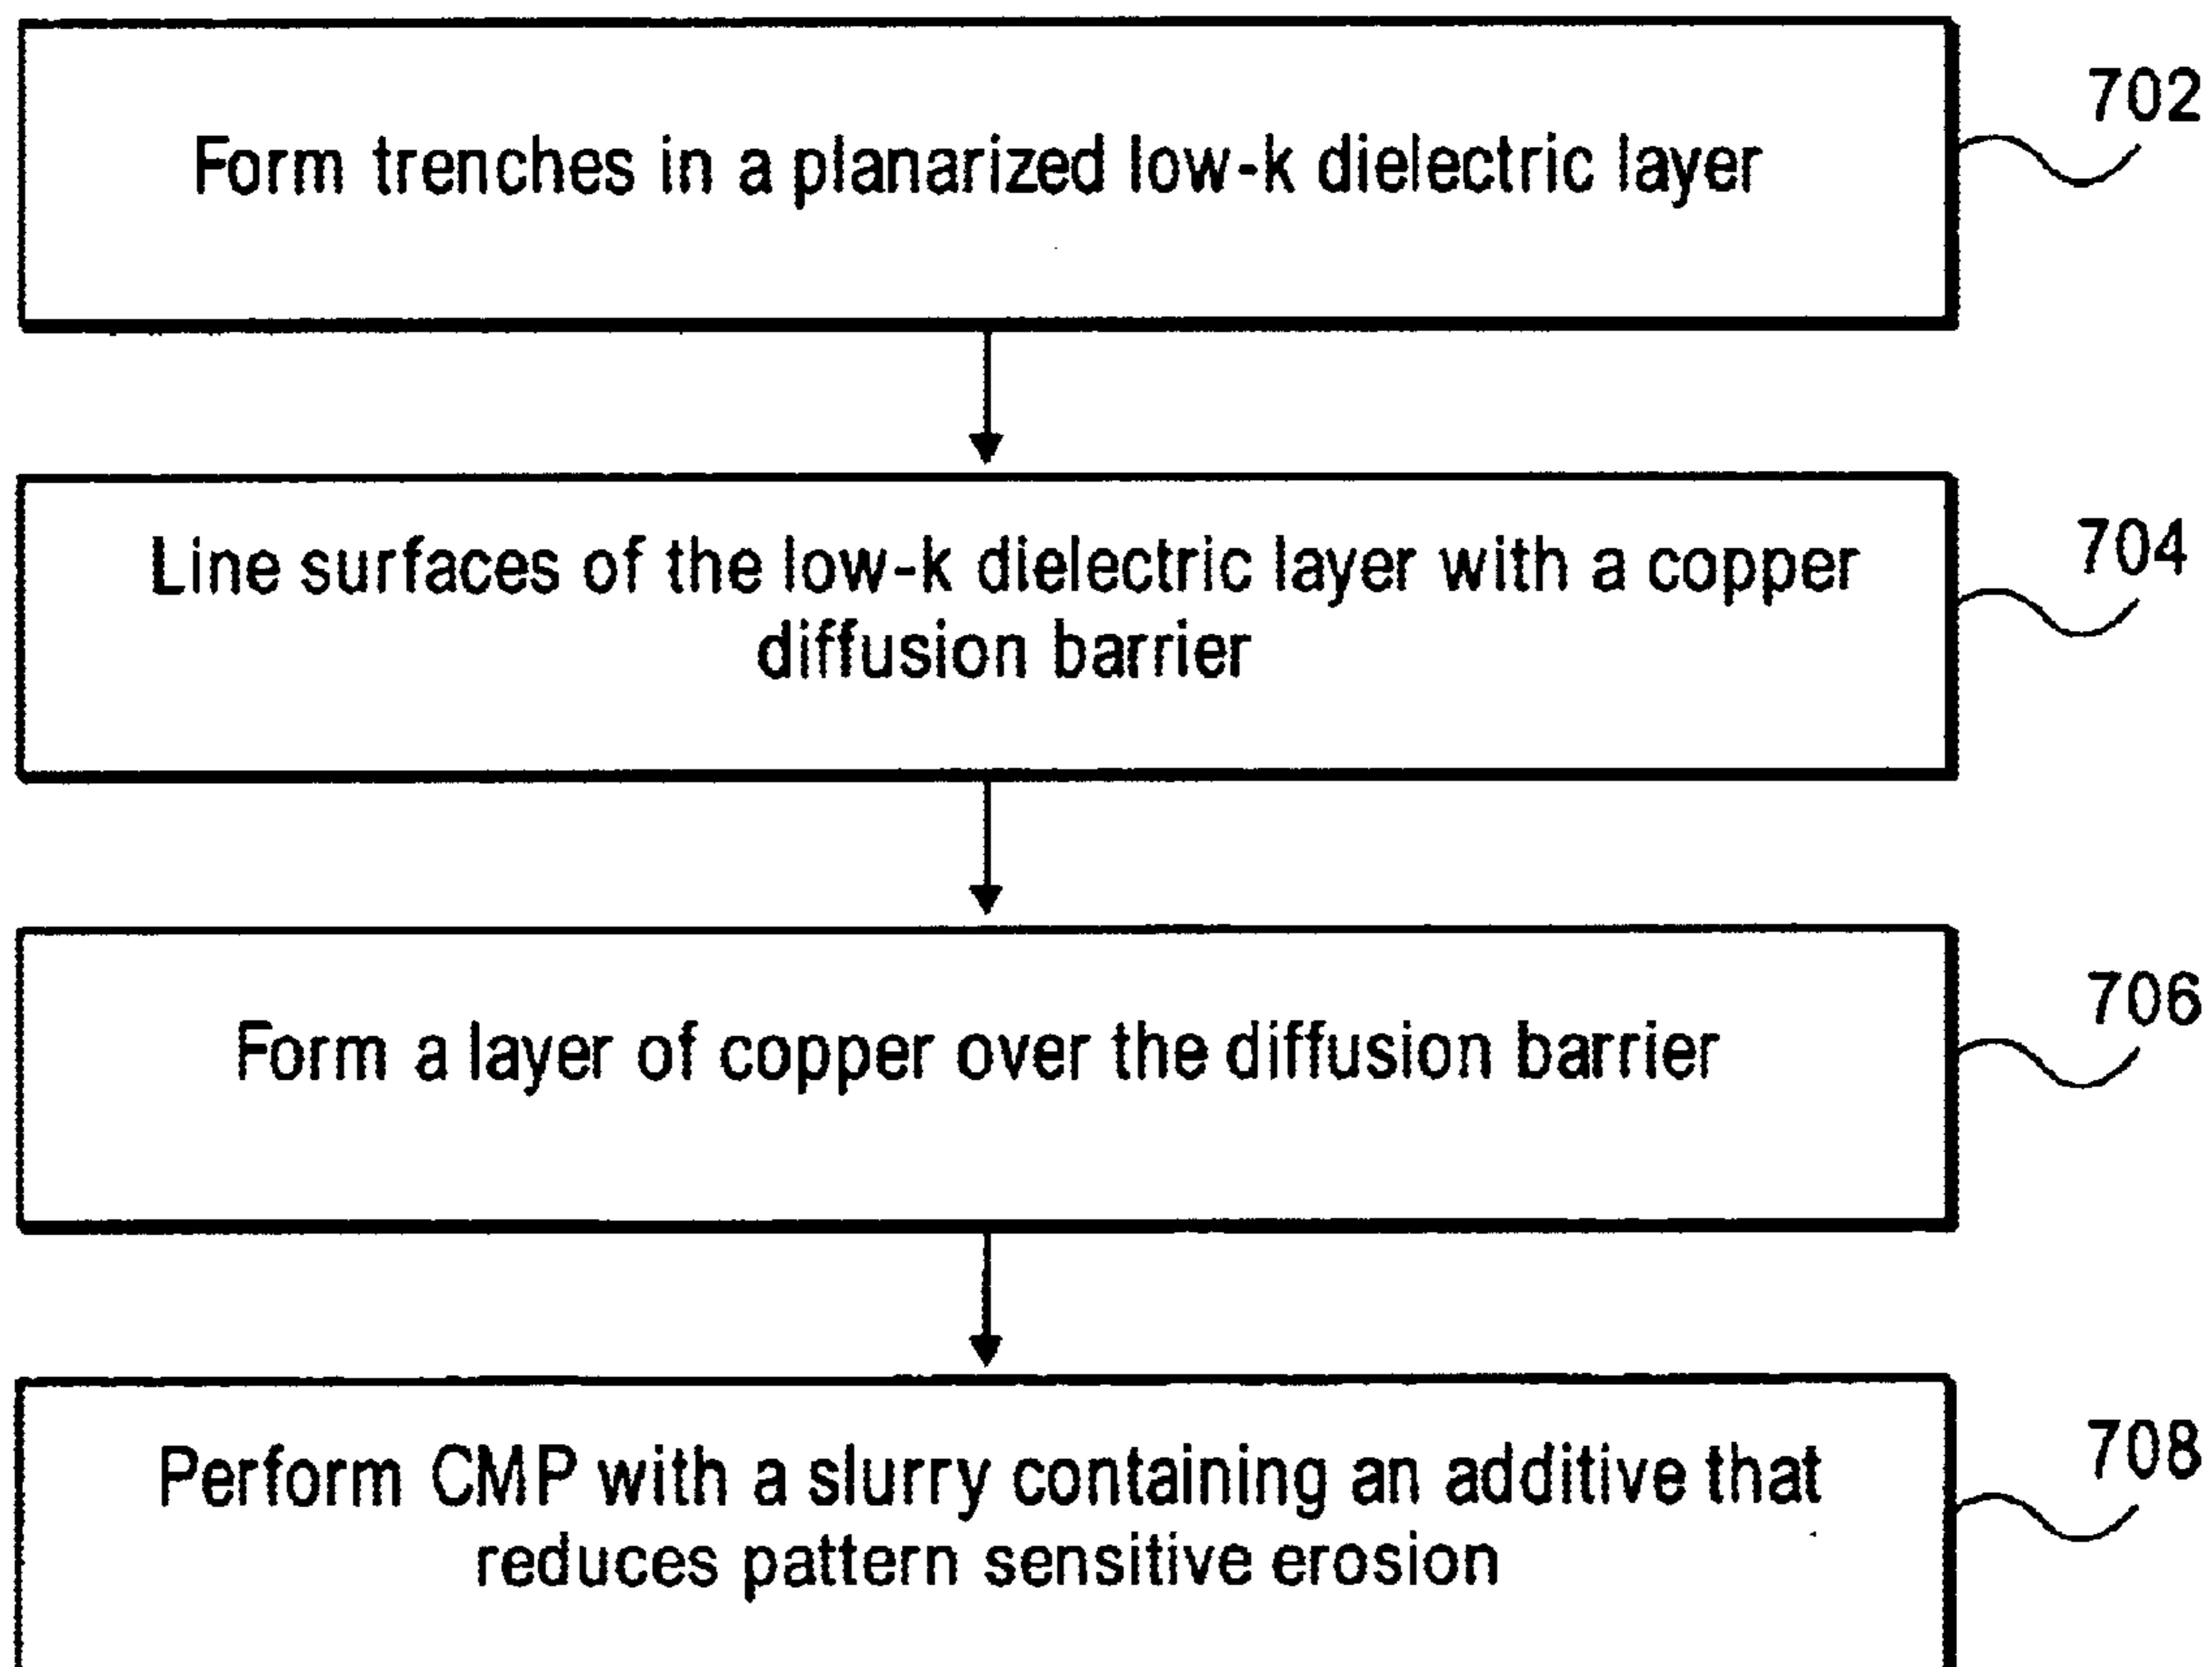 702
Form trenches in a planarized low-k dielectric layer
704
Line surfaces of the low-k dielectric layer with a copper
diffusion barrier
706
Form a layer of copper over the diffusion barrier
708
Perform CMP with a slurry containing an additive that
reduces pattern sensitive erosion